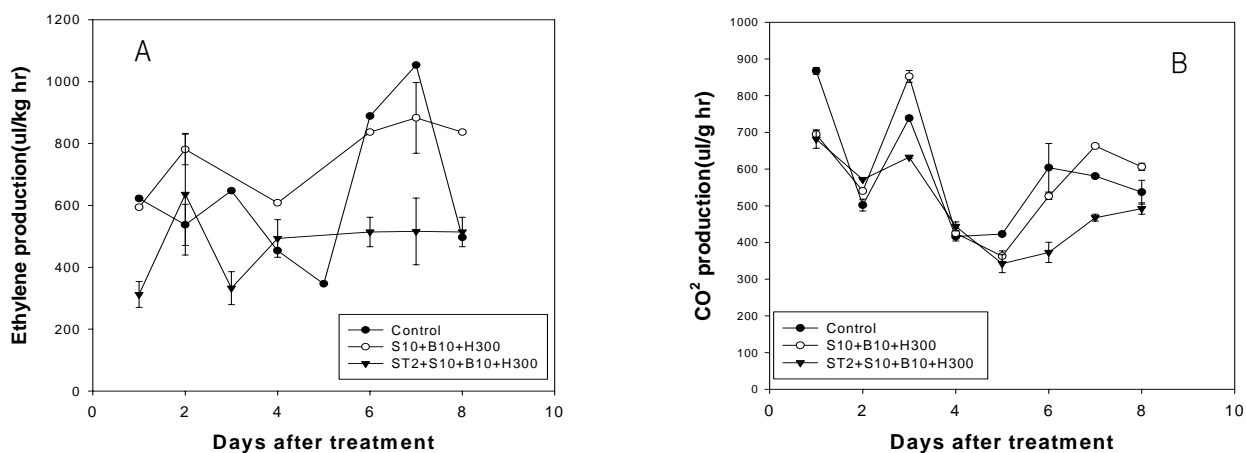 A
Ethylene production(ul/kg hr)
1200
1000
800
600
400
200
0
0 2 4 6 8 10
Days after treatment
Control
S10+B10+H300
ST2+S10+B10+H300
B
CO² production(ul/g hr)
1000
900
800
700
600
500
400
300
200
100
0
0 2 4 6 8 10
Days after treatment
Control
S10+B10+H300
ST2+S10+B10+H300